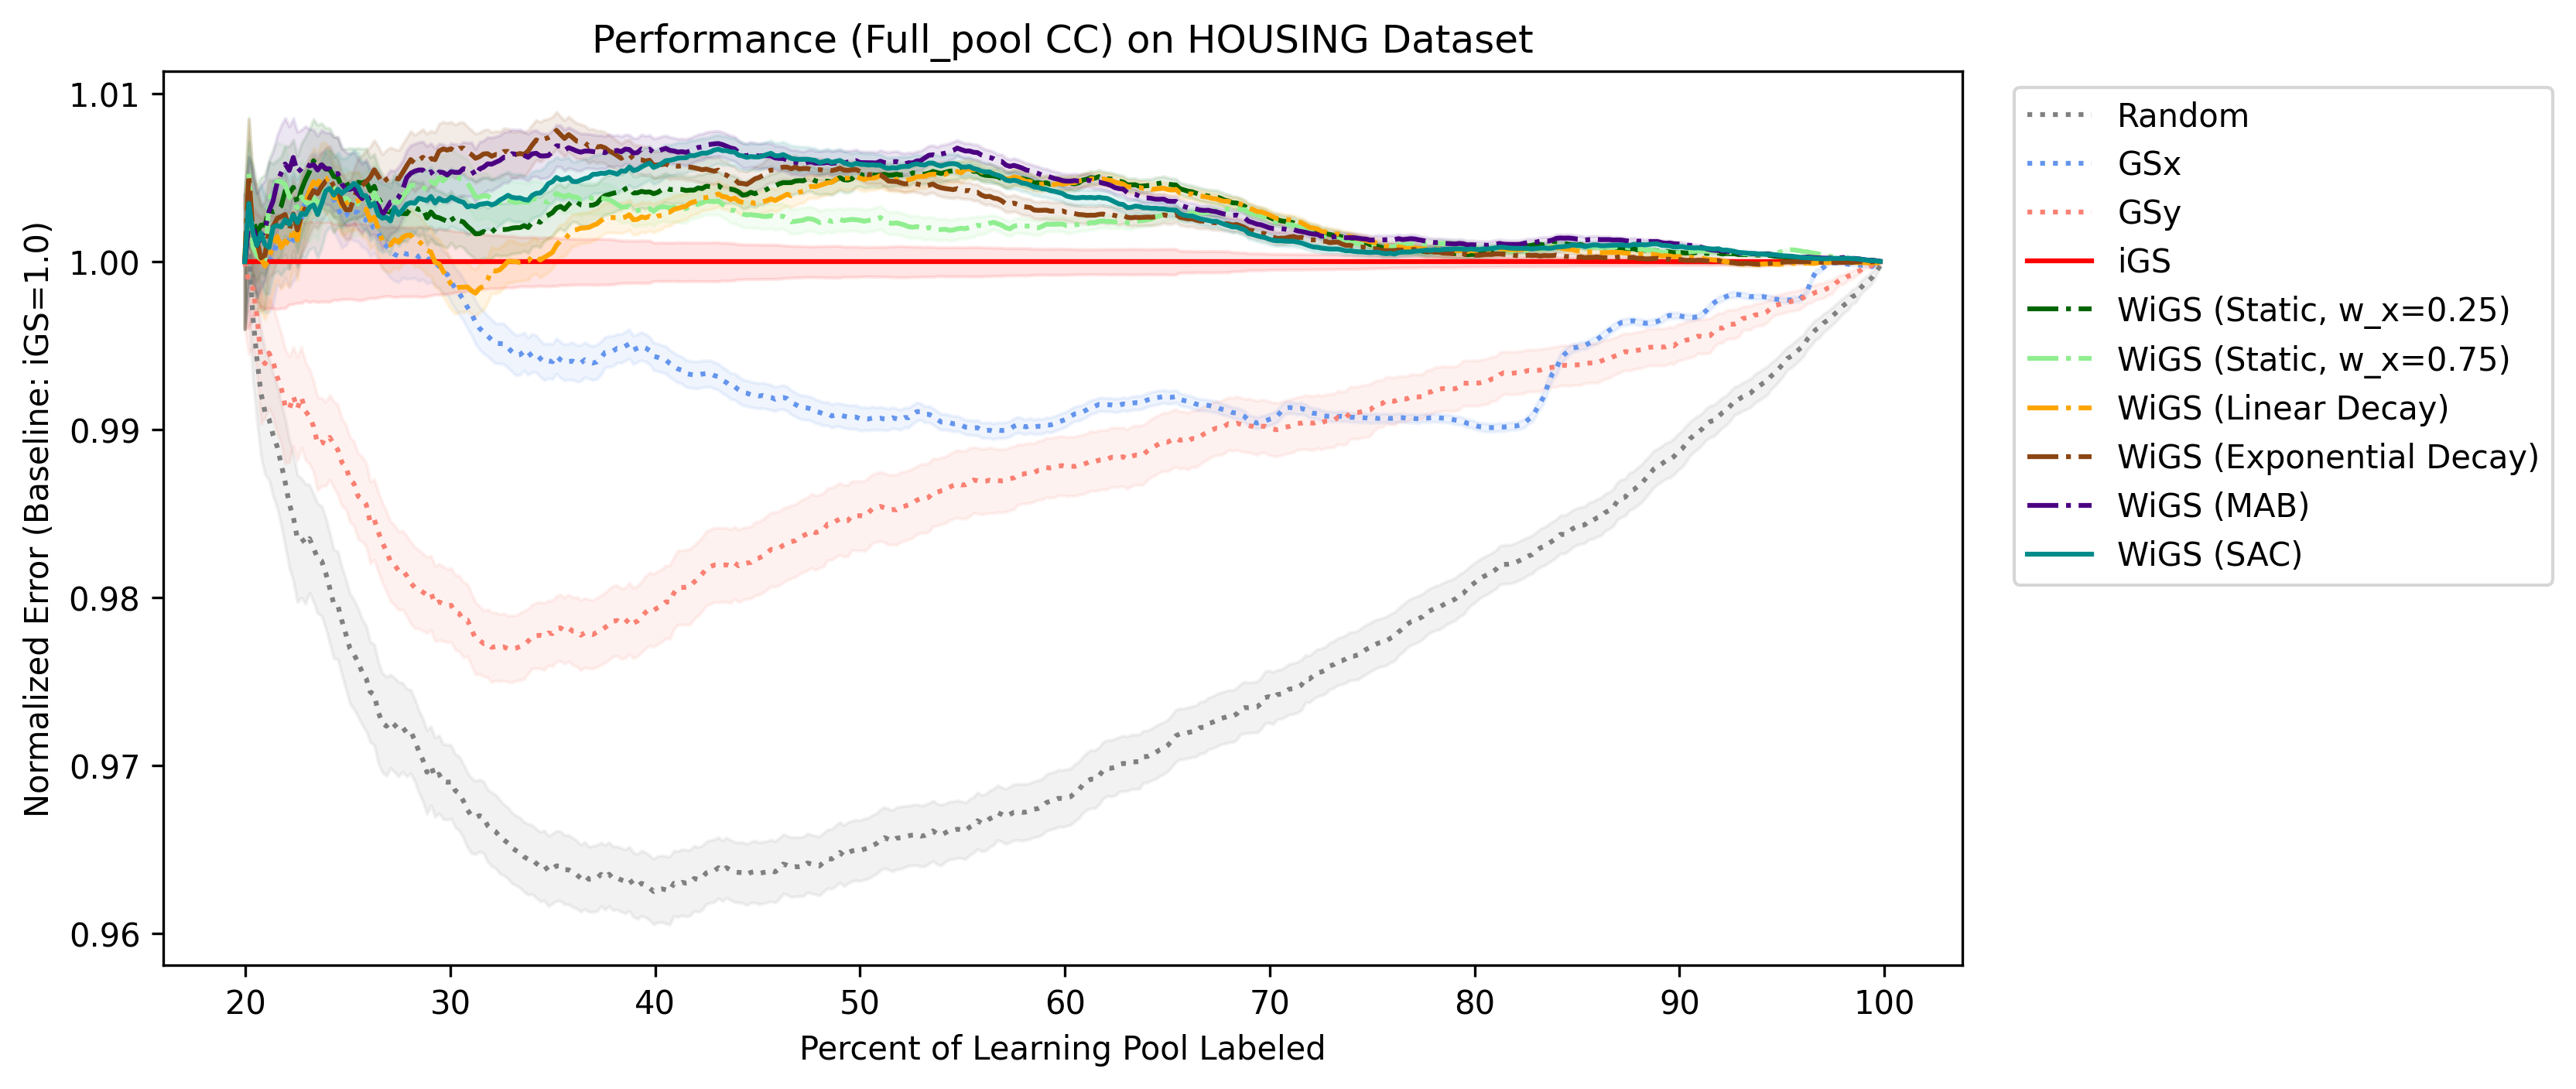 Performance (Full_pool CC) on HOUSING Dataset
Normalized Error (Baseline: iGS=1.0)
1.01
1.00
0.99
0.98
0.97
0.96
20 30 40 50 60 70 80 90 100
Percent of Learning Pool Labeled
Random
GSx
GSy
iGS
WiGS (Static, w_x=0.25)
WiGS (Static, w_x=0.75)
WiGS (Linear Decay)
WiGS (Exponential Decay)
WiGS (MAB)
WiGS (SAC)